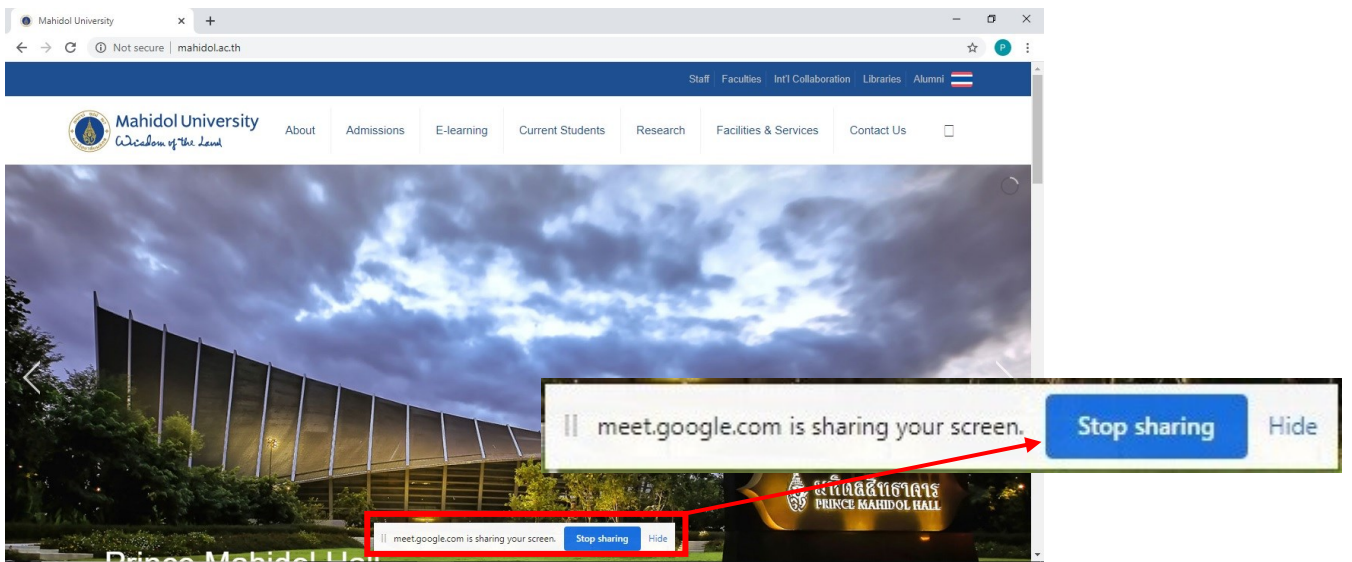 Mahidol University
Not secure | mahidol.ac.th
P
Staff Faculties Int'l Collaboration Libraries Alumni
Mahidol University
Wisdom of the Land
About Admissions E-learning Current Students Research Facilities & Services Contact Us
meet.google.com is sharing your screen. Stop sharing Hide
มหิดลสิทธาคาร
PRINCE MAHIDOL HALL
meet.google.com is sharing your screen. Stop sharing Hide
Prince Mahidol Hall